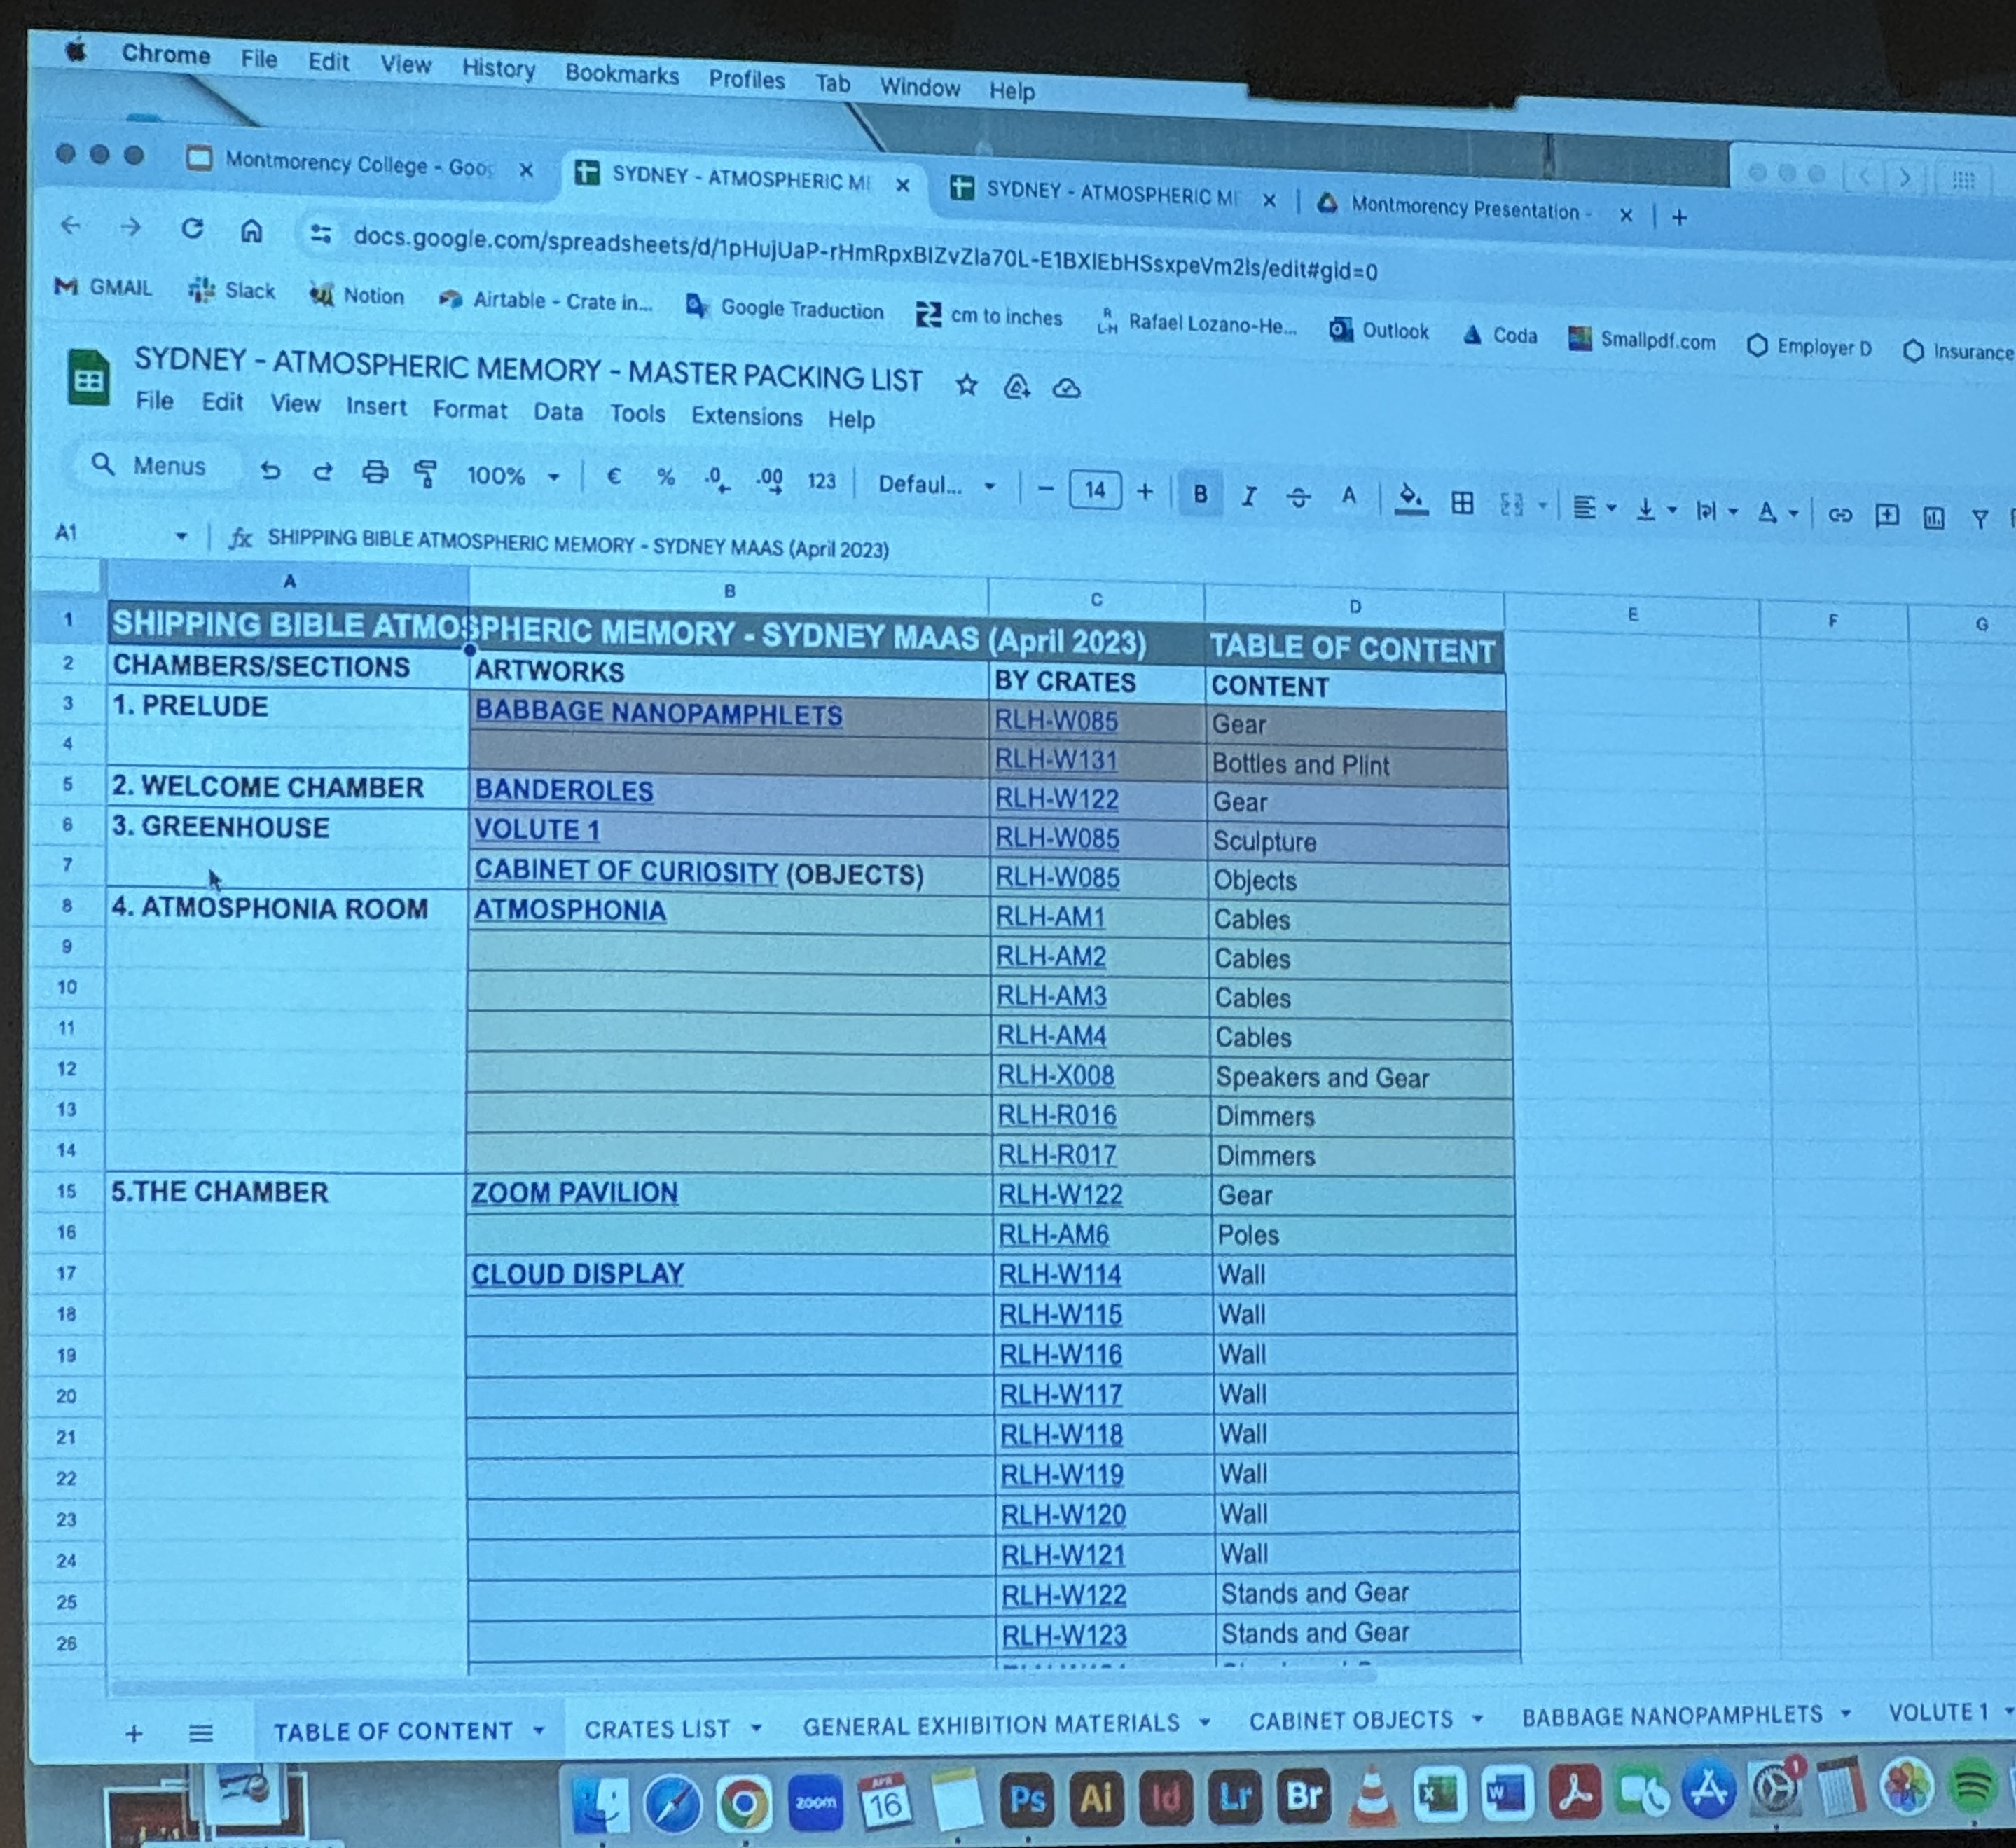 Chrome File Edit View History Bookmarks Profiles Tab Window Help
Montmorency College - Goo
SYDNEY - ATMOSPHERIC ME
SYDNEY - ATMOSPHERIC ME
Montmorency Presentation -
docs.google.com/spreadsheets/d/1pHujUaP-rHmRpxBIZvZla70L-E1BXIEbHSsxpeVm2Is/edit#gid=0
GMAIL Slack Notion Airtable - Crate in... Google Traduction cm to inches Rafael Lozano-He... Outlook Coda Smallpdf.com Employer D Insurance
SYDNEY - ATMOSPHERIC MEMORY - MASTER PACKING LIST
File Edit View Insert Format Data Tools Extensions Help
Menus 100% € % .0 .00 123 Defaul... − 14 + B I S A
A1 fx SHIPPING BIBLE ATMOSPHERIC MEMORY - SYDNEY MAAS (April 2023)
A B C D E F G
1 SHIPPING BIBLE ATMOSPHERIC MEMORY - SYDNEY MAAS (April 2023) TABLE OF CONTENT
2 CHAMBERS/SECTIONS ARTWORKS BY CRATES CONTENT
3 1. PRELUDE BABBAGE NANOPAMPHLETS RLH-W085 Gear
4 RLH-W131 Bottles and Plint
5 2. WELCOME CHAMBER BANDEROLES RLH-W122 Gear
6 3. GREENHOUSE VOLUTE 1 RLH-W085 Sculpture
7 CABINET OF CURIOSITY (OBJECTS) RLH-W085 Objects
8 4. ATMOSPHONIA ROOM ATMOSPHONIA RLH-AM1 Cables
9 RLH-AM2 Cables
10 RLH-AM3 Cables
11 RLH-AM4 Cables
12 RLH-X008 Speakers and Gear
13 RLH-R016 Dimmers
14 RLH-R017 Dimmers
15 5.THE CHAMBER ZOOM PAVILION RLH-W122 Gear
16 RLH-AM6 Poles
17 CLOUD DISPLAY RLH-W114 Wall
18 RLH-W115 Wall
19 RLH-W116 Wall
20 RLH-W117 Wall
21 RLH-W118 Wall
22 RLH-W119 Wall
23 RLH-W120 Wall
24 RLH-W121 Wall
25 RLH-W122 Stands and Gear
26 RLH-W123 Stands and Gear
TABLE OF CONTENT CRATES LIST GENERAL EXHIBITION MATERIALS CABINET OBJECTS BABBAGE NANOPAMPHLETS VOLUTE 1
zoom APR 16 Ps Ai Id Lr Br X W 1